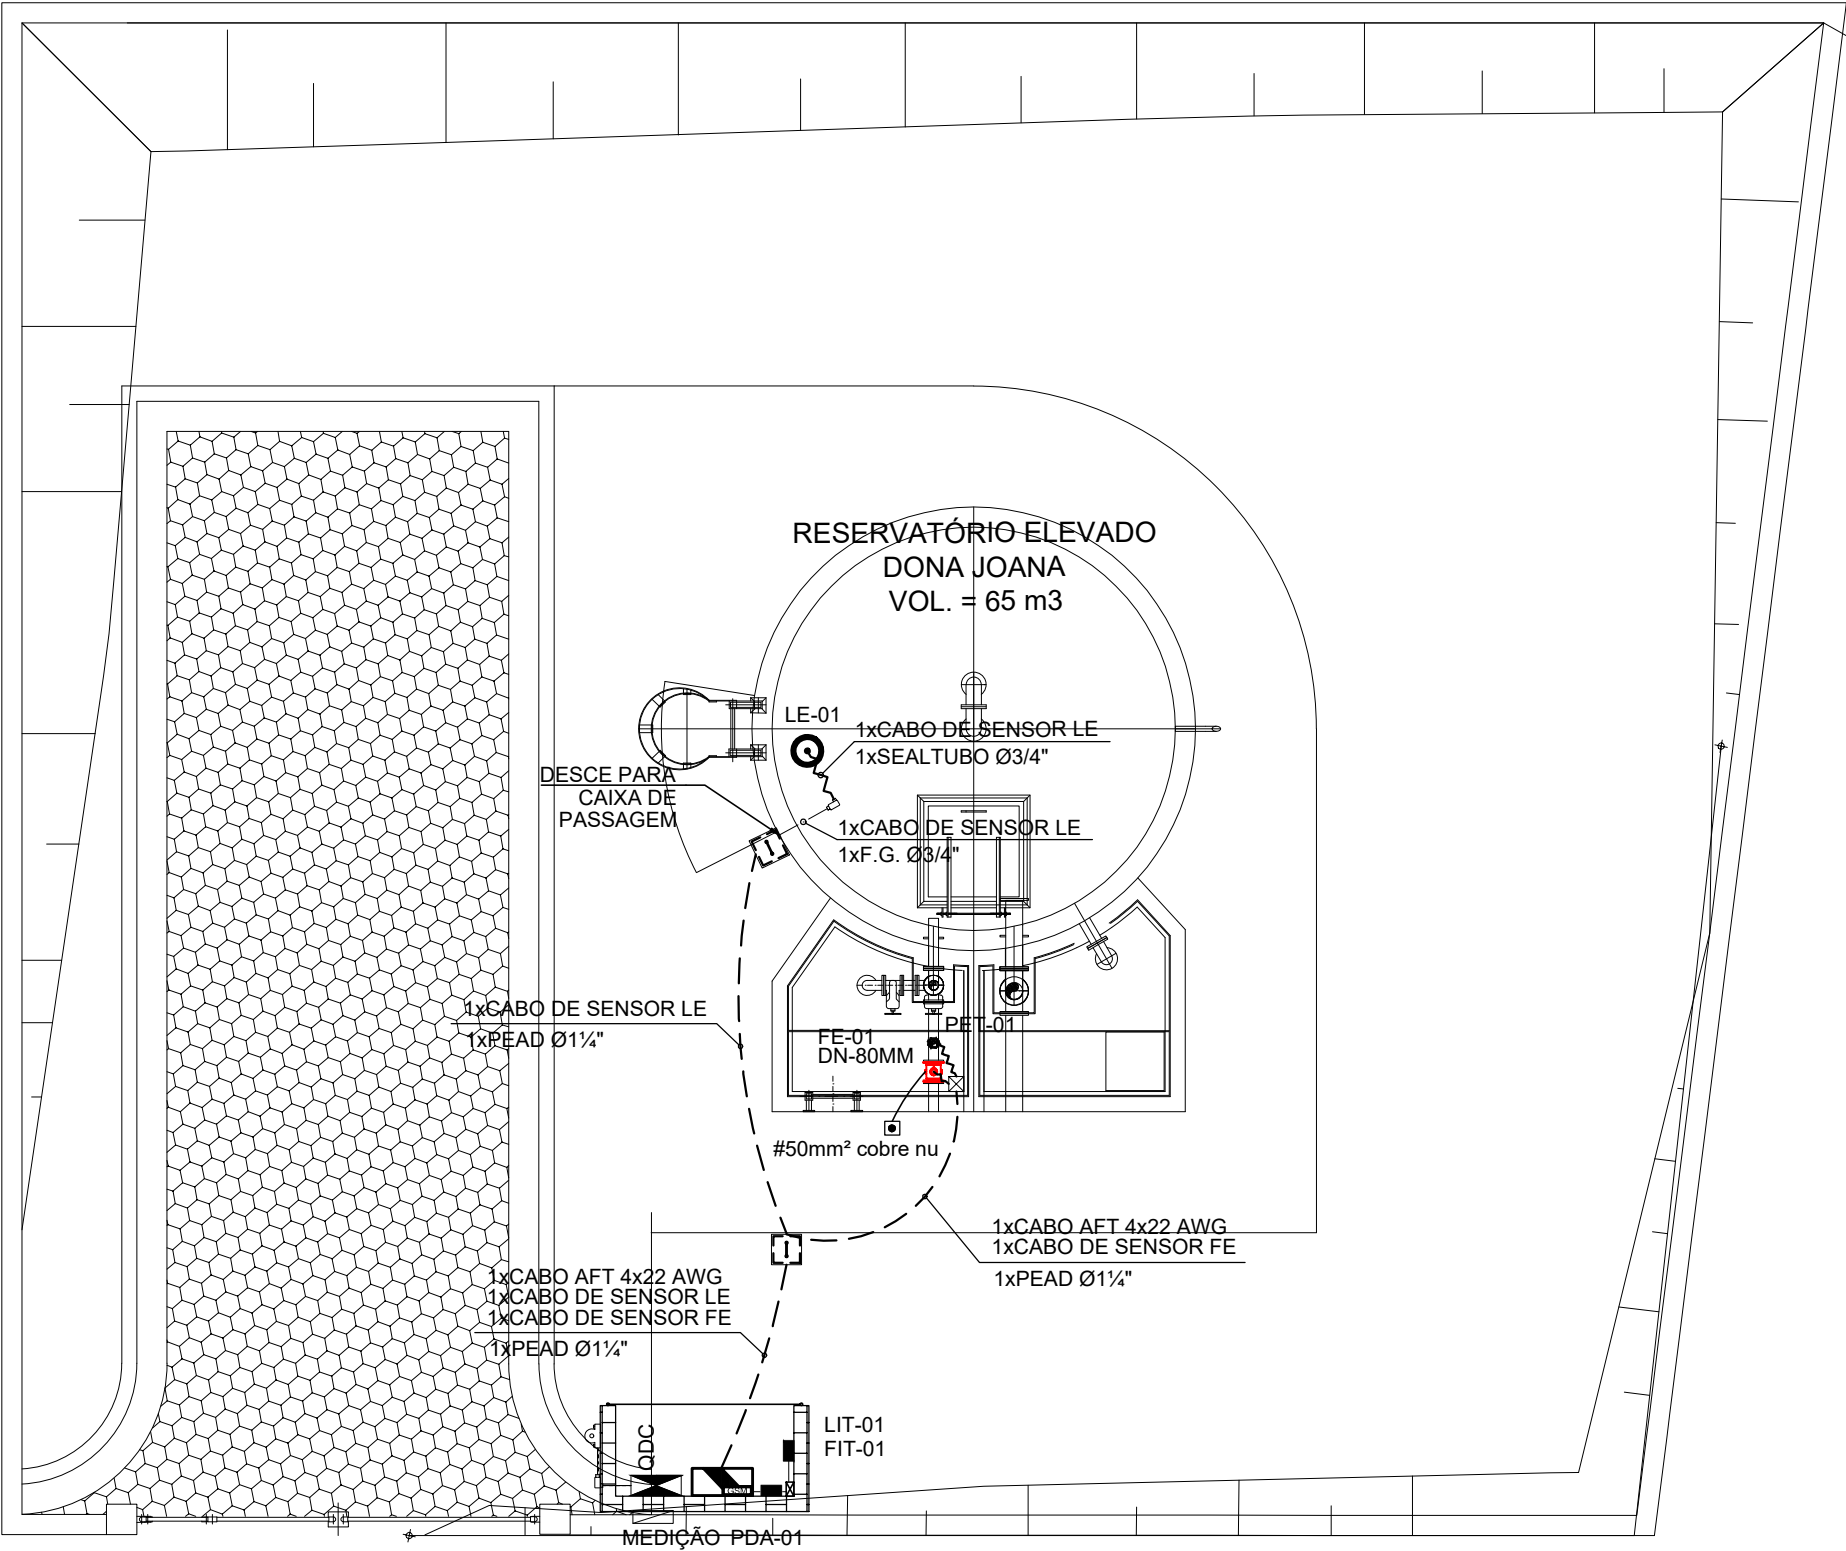 RESERVATÓRIO ELEVADO
DONA JOANA
VOL. = 65 m3
LE-01
1xCABO DE SENSOR LE
1xSEALTUBO Ø3/4"
DESCE PARA
CAIXA DE
PASSAGEM
1xCABO DE SENSOR LE
1xF.G. Ø3/4"
1xCABO DE SENSOR LE
1xPEAD Ø1¼"
PET-01
FE-01
DN-80MM
#50mm² cobre nu
1xCABO AFT 4x22 AWG
1xCABO DE SENSOR FE
1xPEAD Ø1¼"
1xCABO AFT 4x22 AWG
1xCABO DE SENSOR LE
1xCABO DE SENSOR FE
1xPEAD Ø1¼"
QDC
LIT-01
FIT-01
GSM
MEDIÇÃO PDA-01